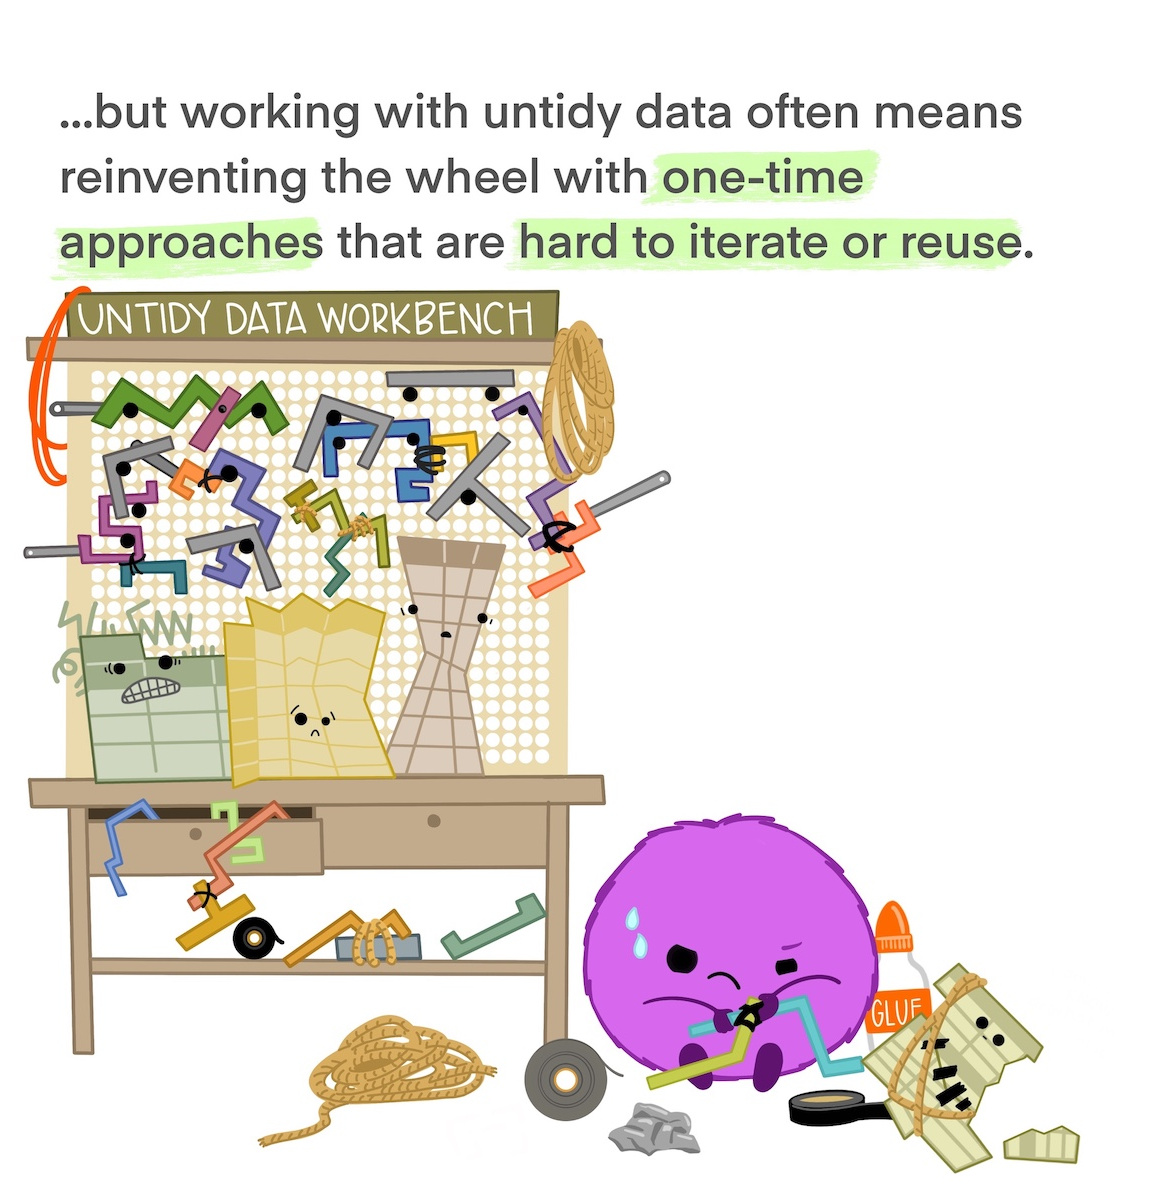 ...but working with untidy data often means
reinventing the wheel with one-time
approaches that are hard to iterate or reuse.
UNTIDY DATA WORKBENCH
GLUE